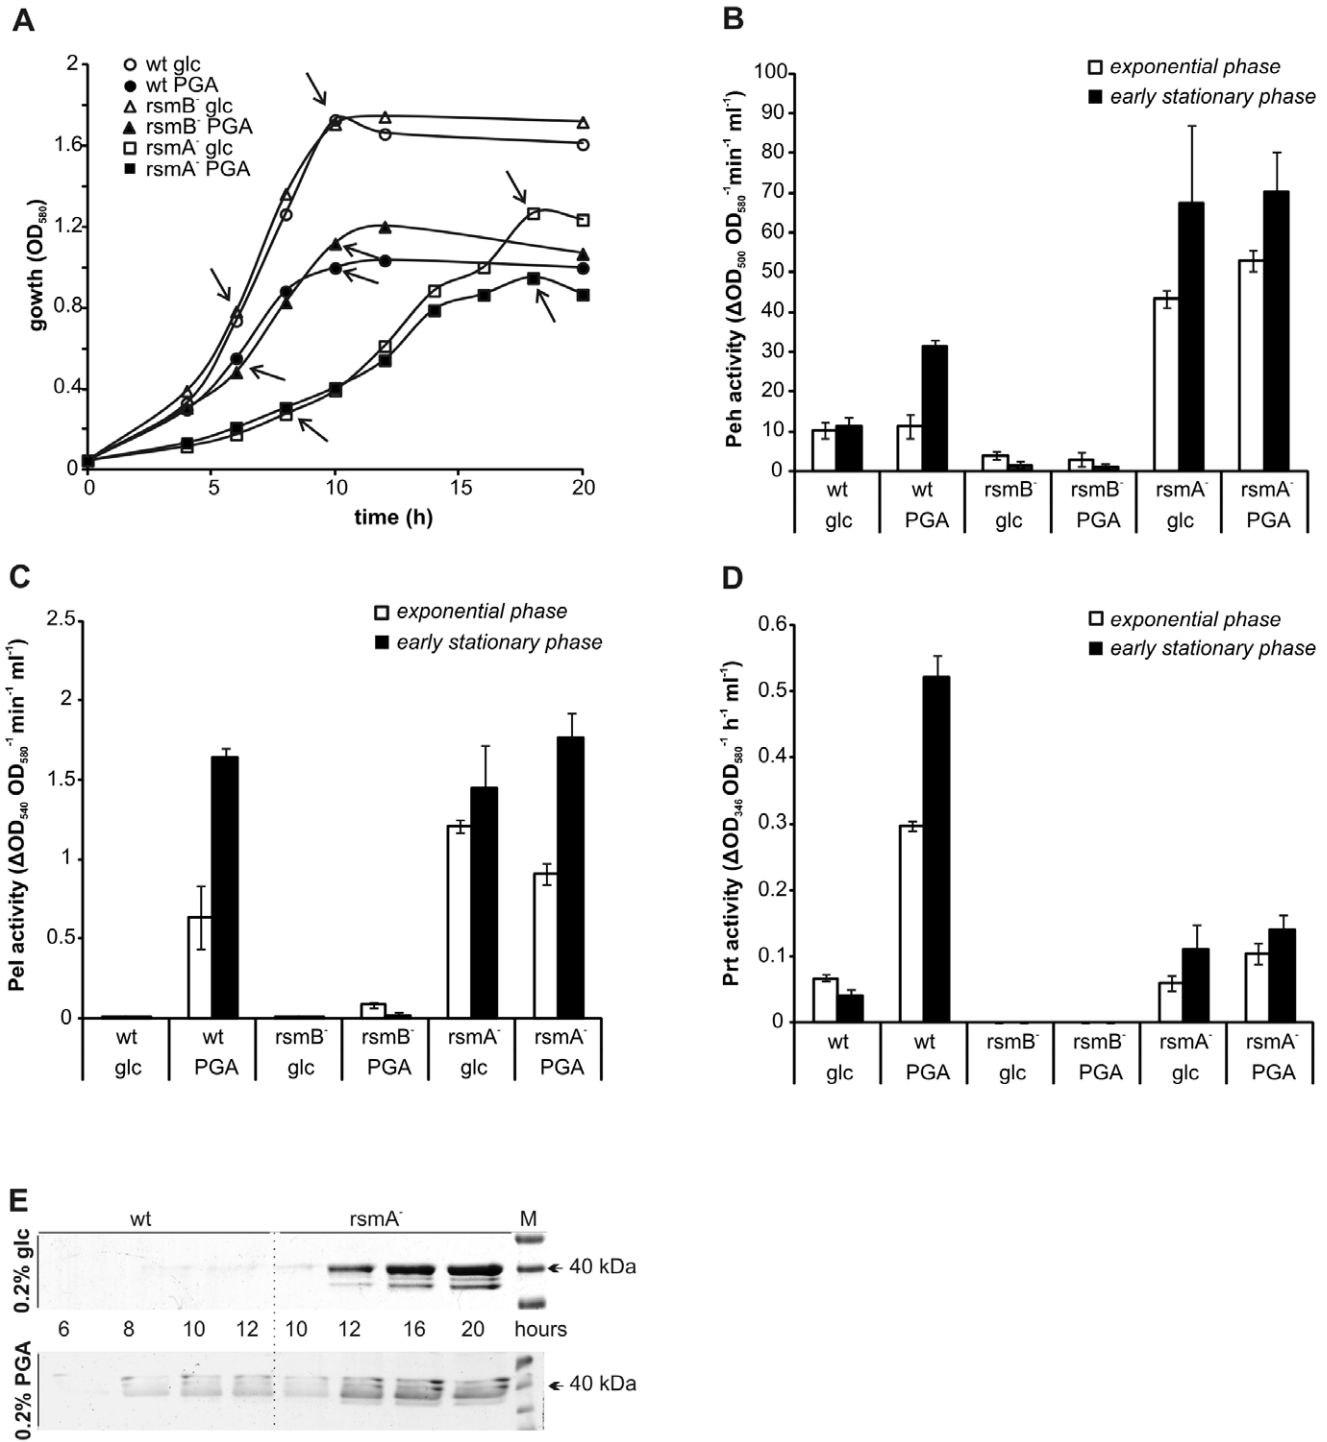 A
2
1.6
1.2
0.8
0.4
0
0
5
10
15
20
gowth (OD580)
time (h)
wt glc
wt PGA
rsmB- glc
rsmB- PGA
rsmA- glc
rsmA- PGA
B
100
90
80
70
60
50
40
30
20
10
0
Peh activity (ΔOD500 OD580-1min-1 ml-1)
exponential phase
early stationary phase
wt
wt
rsmB-
rsmB-
rsmA-
rsmA-
glc
PGA
glc
PGA
glc
PGA
C
2.5
2
1.5
1
0.5
0
Pel activity (ΔOD540 OD580-1 min-1 ml-1)
exponential phase
early stationary phase
wt
wt
rsmB-
rsmB-
rsmA-
rsmA-
glc
PGA
glc
PGA
glc
PGA
D
0.6
0.5
0.4
0.3
0.2
0.1
0
Prt activity (ΔOD346 OD580-1 h-1 ml-1)
exponential phase
early stationary phase
wt
wt
rsmB-
rsmB-
rsmA-
rsmA-
glc
PGA
glc
PGA
glc
PGA
E
wt
rsmA-
M
0.2% glc
40 kDa
6 8 10 12 10 12 16 20 hours
0.2% PGA
40 kDa